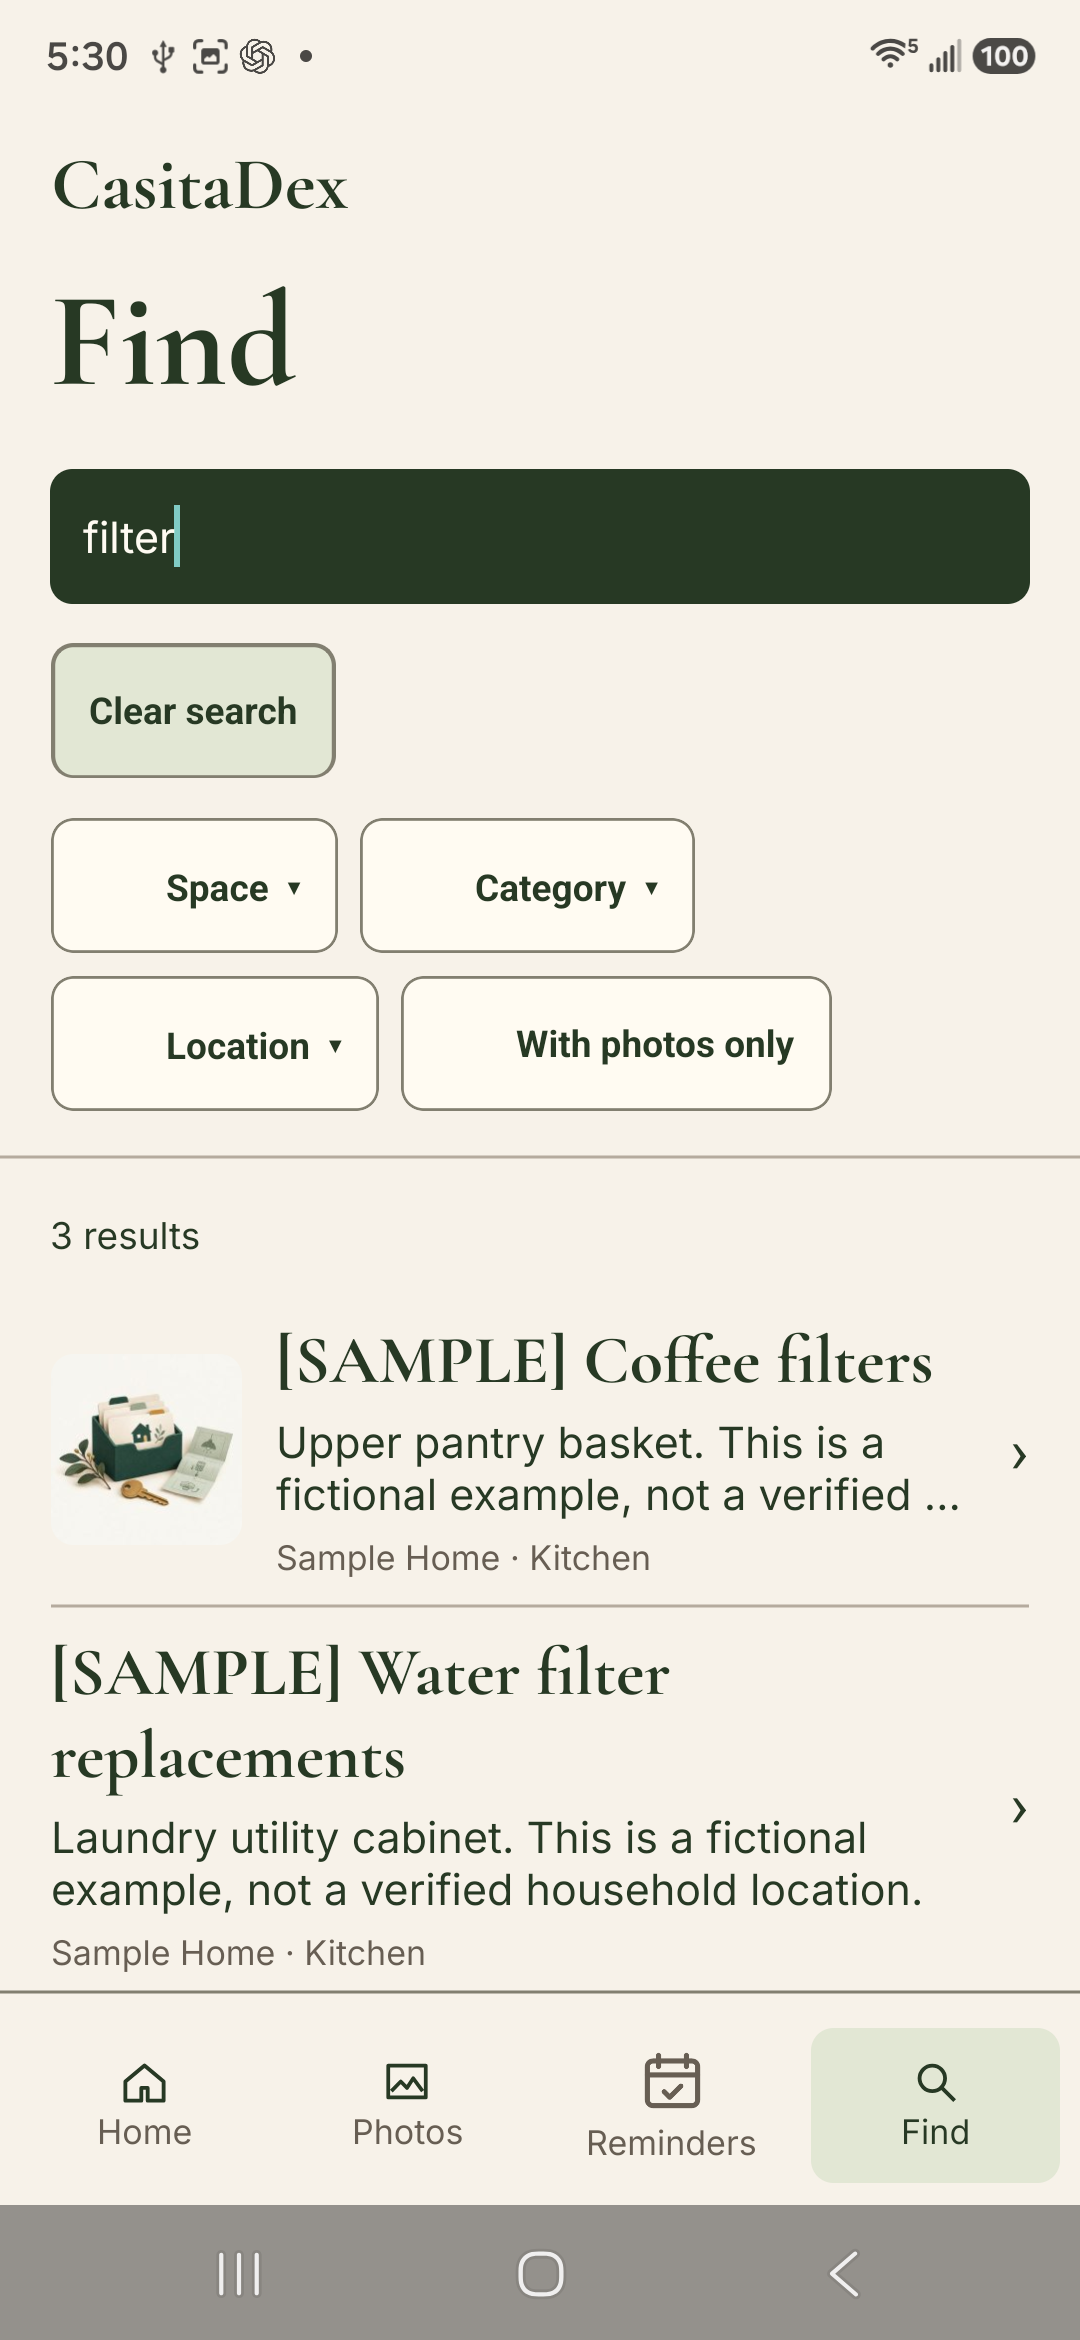 5:30
5
100
CasitaDex
Find
filter
Clear search
Space ▾
Category ▾
Location ▾
With photos only
3 results
[SAMPLE] Coffee filters
Upper pantry basket. This is a
fictional example, not a verified ...
Sample Home · Kitchen
[SAMPLE] Water filter
replacements
Laundry utility cabinet. This is a fictional
example, not a verified household location.
Sample Home · Kitchen
Home
Photos
Reminders
Find